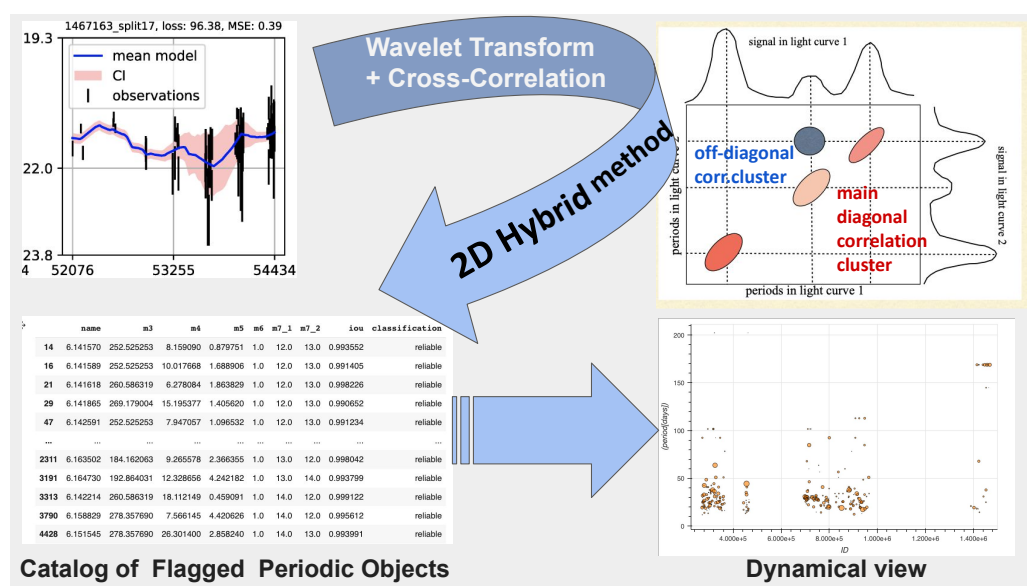 1467163_split17, loss: 96.38, MSE: 0.39
19.3
mean model
CI
observations
22.0
23.8
4 52076 53255 54434
Wavelet Transform
+ Cross-Correlation
2D Hybrid method
signal in light curve 1
off-diagonal
corr.cluster
main
diagonal
correlation
cluster
periods in light curve 2
signal in light curve 2
periods in light curve 1
name m3 m4 m5 m6 m7_1 m7_2 iou classification
14 6.141570 252.525253 8.159090 0.879751 1.0 12.0 13.0 0.993552 reliable
16 6.141589 252.525253 10.017668 1.688906 1.0 12.0 13.0 0.991405 reliable
21 6.141618 260.586319 6.278084 1.863829 1.0 12.0 13.0 0.998226 reliable
29 6.141865 269.179004 15.195377 1.405620 1.0 12.0 13.0 0.990652 reliable
47 6.142591 252.525253 7.947057 1.096532 1.0 12.0 13.0 0.991234 reliable
... ... ... ... ... ... ... ... ... ...
2311 6.163502 184.162063 9.265578 2.366355 1.0 13.0 12.0 0.998042 reliable
3191 6.164730 192.864031 12.328656 4.242182 1.0 13.0 14.0 0.993799 reliable
3313 6.142214 260.586319 18.112149 0.459091 1.0 14.0 12.0 0.999122 reliable
3790 6.158829 278.357690 7.566145 4.420626 1.0 14.0 12.0 0.995612 reliable
4428 6.151545 278.357690 26.301400 2.858240 1.0 14.0 13.0 0.993991 reliable
200
150
100
50
0
(period[days])
4.000e+5 6.000e+5 8.000e+5 1.000e+6 1.200e+6 1.400e+6
ID
Catalog of Flagged Periodic Objects
Dynamical view